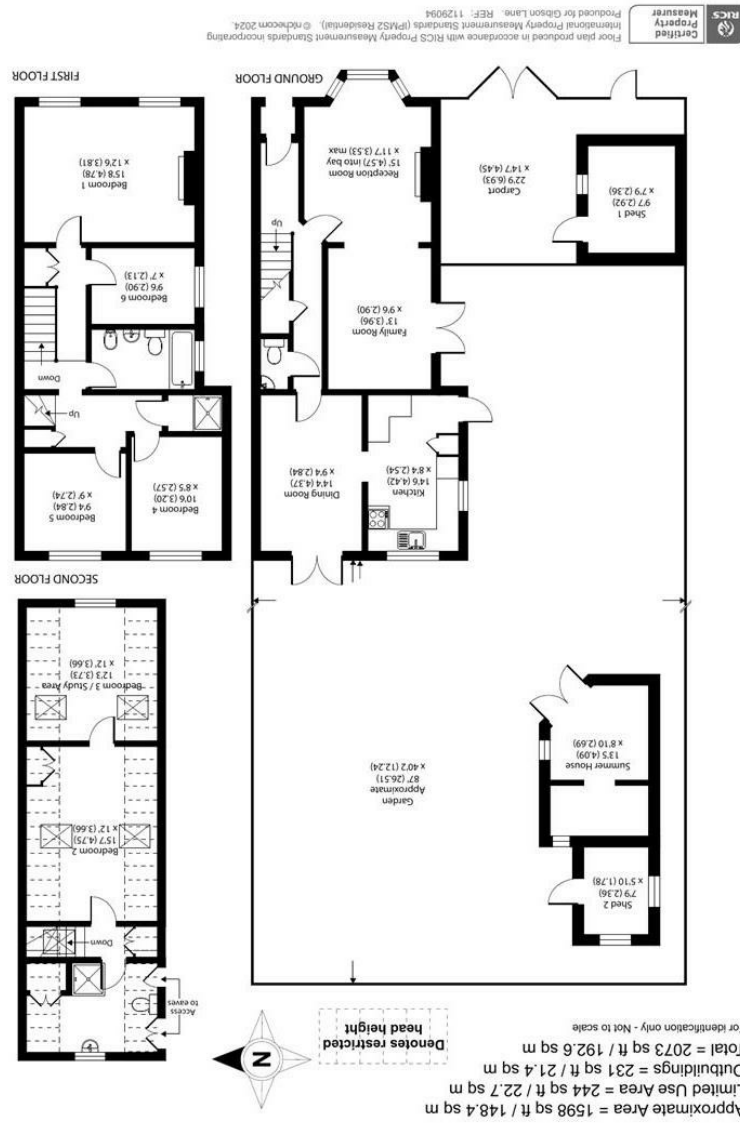 Approximate Area = 1598 sq ft / 148.4 sq m
Limited Use Area = 244 sq ft / 22.7 sq m
Outbuildings = 231 sq ft / 21.4 sq m
Total = 2073 sq ft / 192.6 sq m
For identification only - Not to scale
Denotes restricted
head height
N
Access
to eaves
Down
Bedroom 2
15'7 (4.75)
x 12' (3.66)
Bedroom / 3 Study Area
12'3 (3.73)
x 12' (3.66)
SECOND FLOOR
Shed 2
7'9 (2.36)
x 5'10 (1.78)
Summer House
13'5 (4.09)
x 8'10 (2.69)
Garden
Approximate
87' (26.51)
x 40'2 (12.24)
Kitchen
14'6 (4.42)
x 8'4 (2.54)
Dining Room
14'4 (4.37)
x 9'4 (2.84)
Family Room
13' (3.96)
x 9'6 (2.90)
Up
Reception Room
15' (4.57) into bay
x 11'7 (3.53) max
Carport
22'9 (6.93)
x 14'7 (4.45)
Shed 1
9'7 (2.92)
x 7'9 (2.36)
GROUND FLOOR
Bedroom 4
10'6 (3.20)
x 8'5 (2.57)
Bedroom 5
9'4 (2.84)
x 9' (2.74)
Up
Down
Bedroom 6
9'6 (2.90)
x 7' (2.13)
Bedroom 1
15'8 (4.78)
x 12'6 (3.81)
FIRST FLOOR
RICS
Certified
Property
Measurer
Floor plan produced in accordance with RICS Property Measurement Standards incorporating
International Property Measurement Standards (IPMS2 Residential). ©nichecom 2024.
Produced for Gibson Lane. REF: 1129094